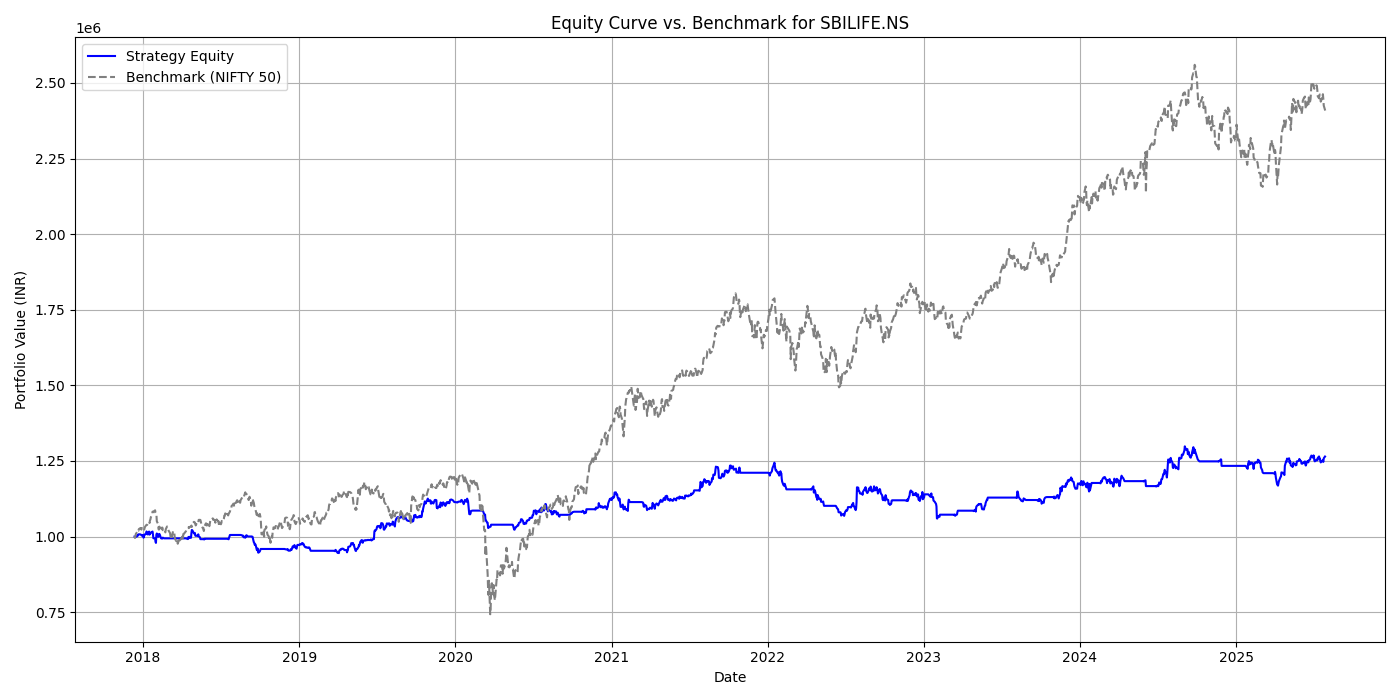 Equity Curve vs. Benchmark for SBILIFE.NS
1e6
Strategy Equity
Benchmark (NIFTY 50)
2.50
2.25
2.00
1.75
1.50
1.25
1.00
0.75
Portfolio Value (INR)
2018 2019 2020 2021 2022 2023 2024 2025
Date